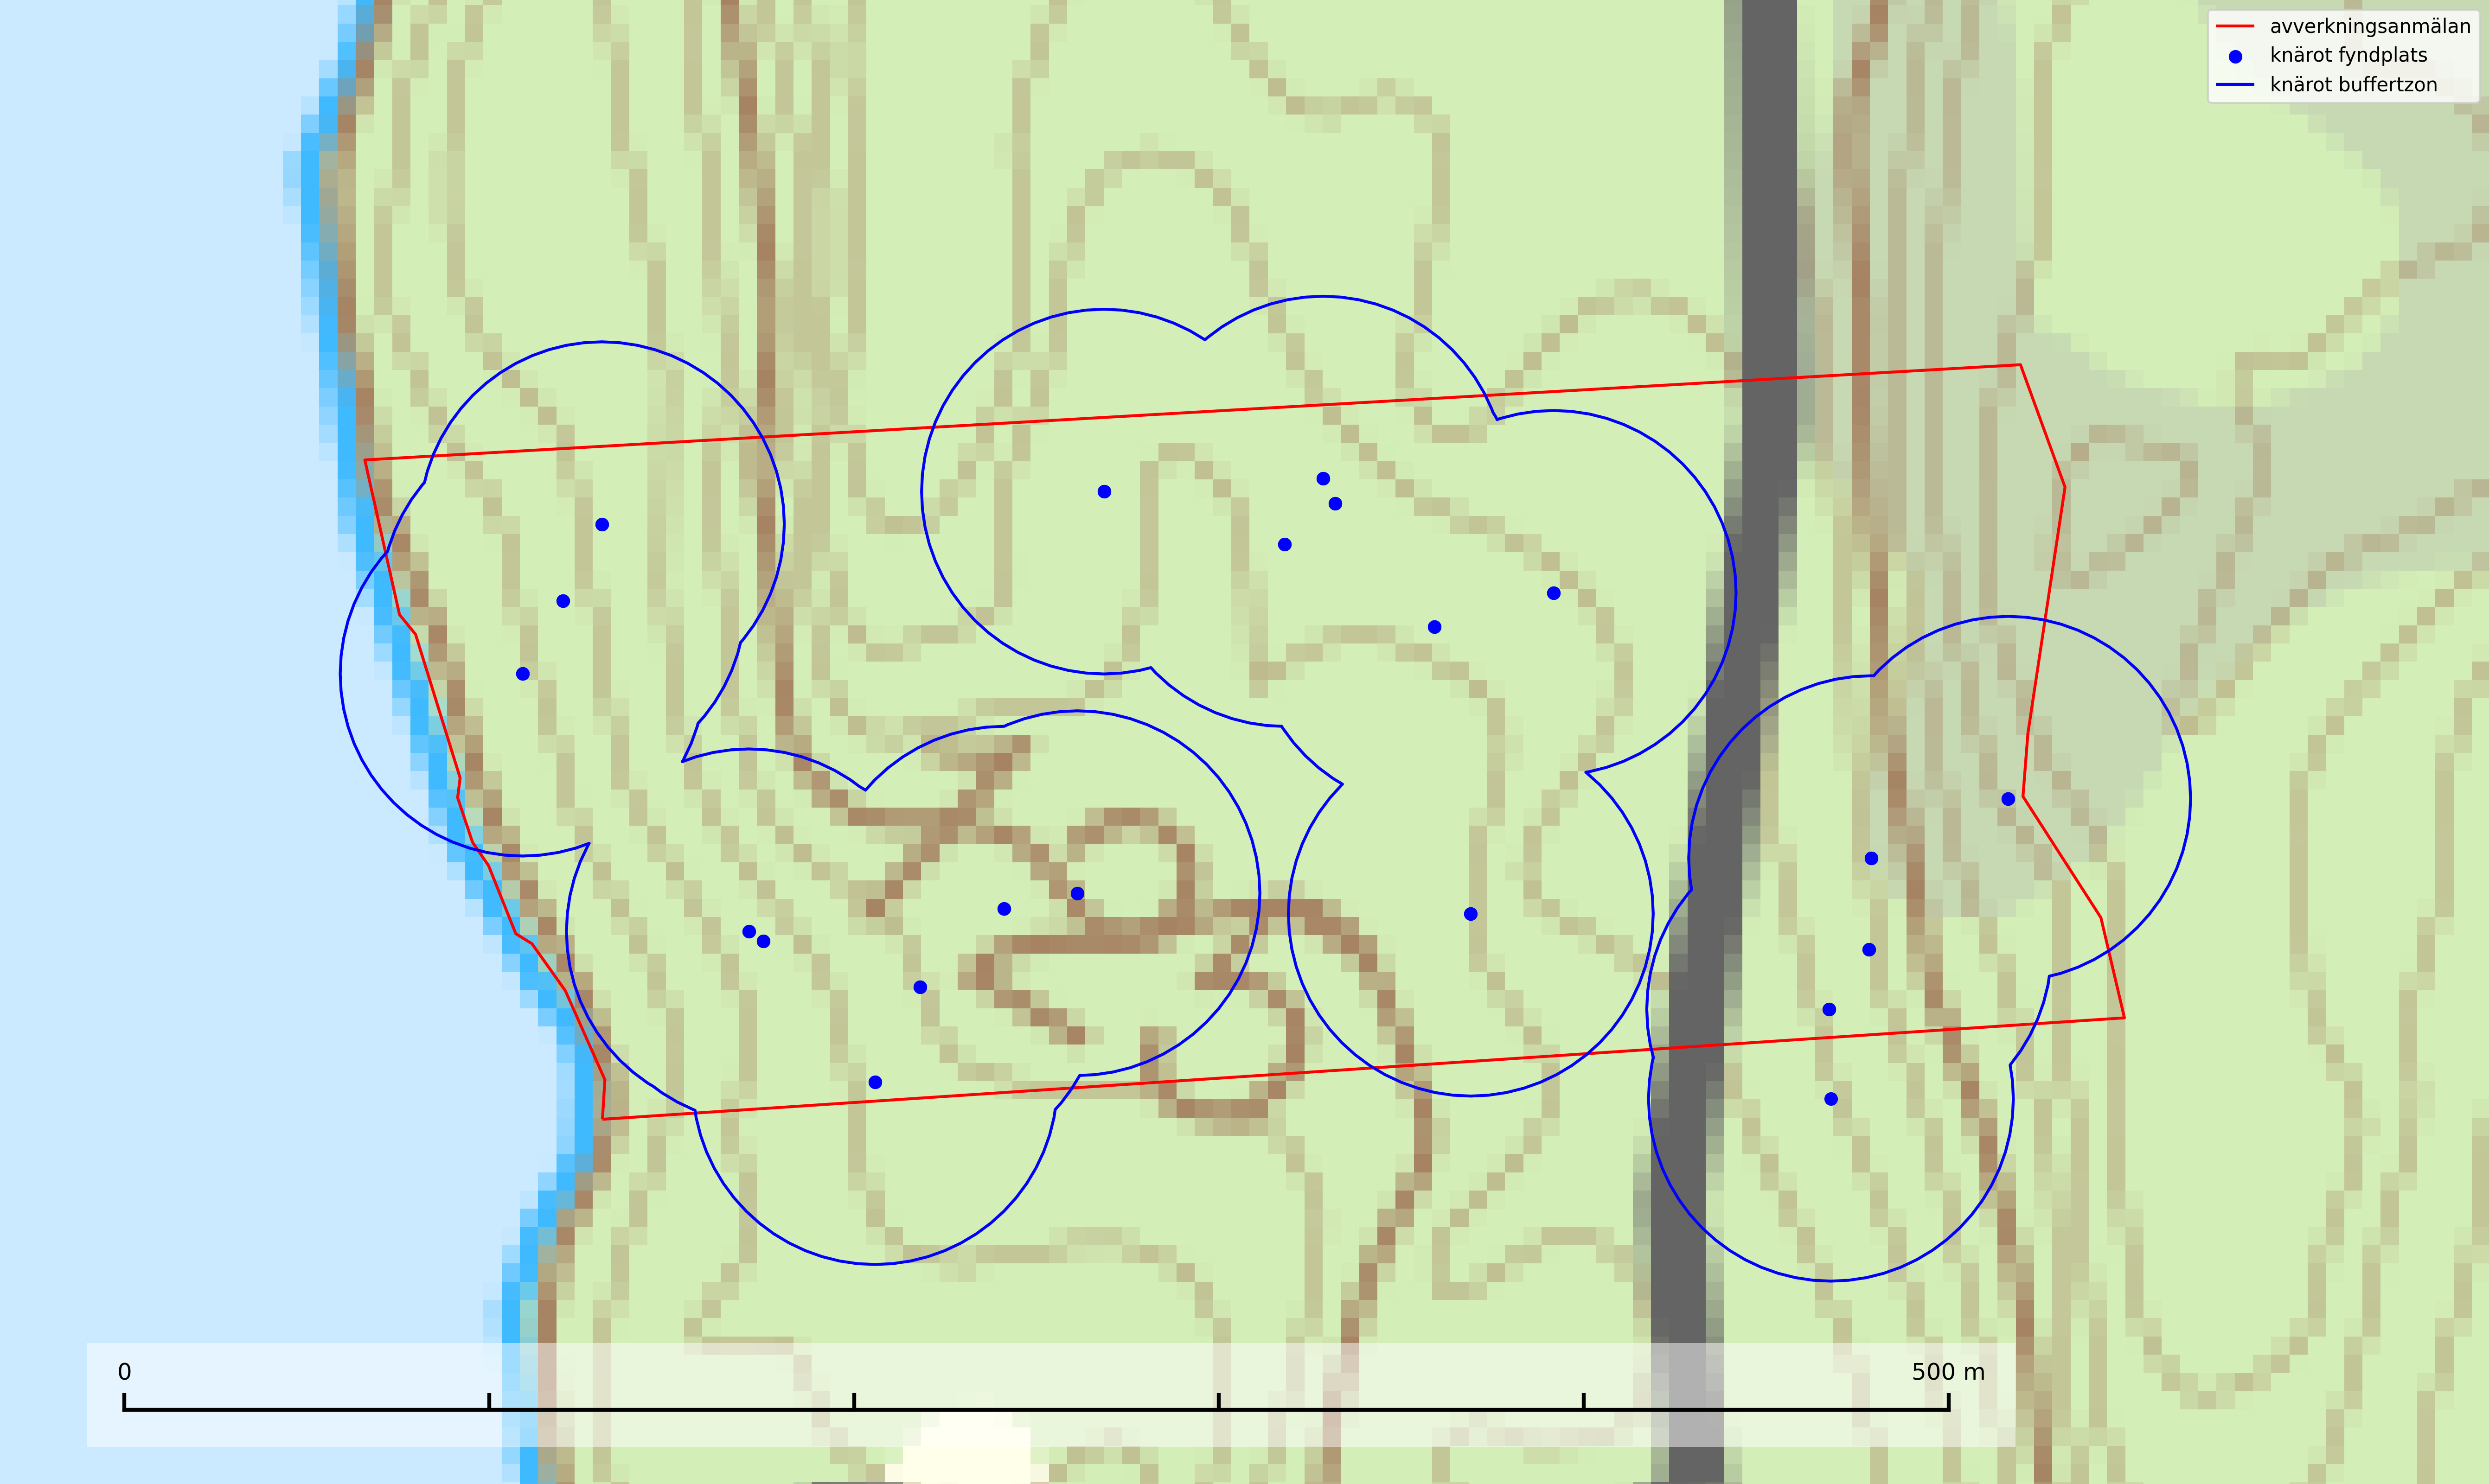 avverkningsanmälan
knärot fyndplats
knärot buffertzon
0
500 m